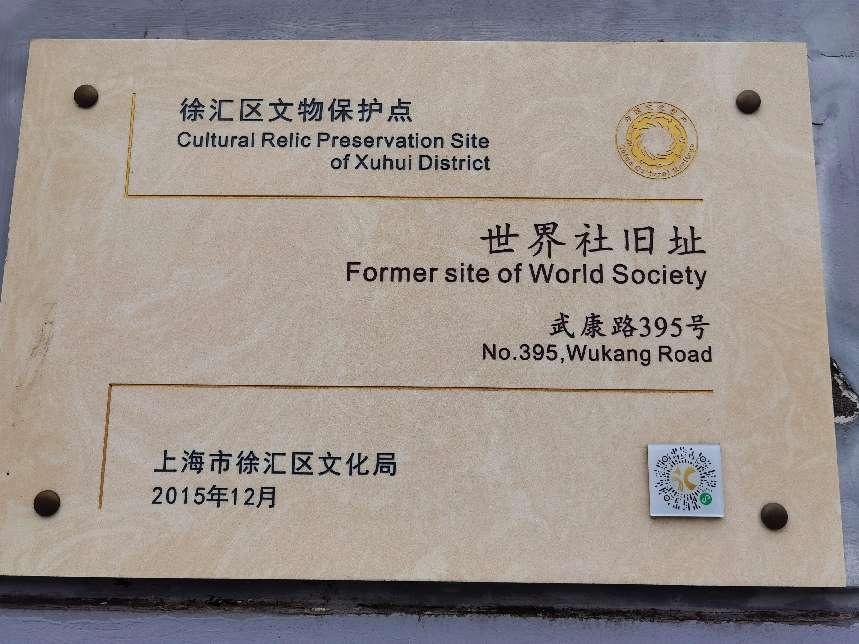 徐汇区文物保护点
Cultural Relic Preservation Site
of Xuhui District
世界社旧址
Former site of World Society
武康路395号
No.395,Wukang Road
上海市徐汇区文化局
2015年12月